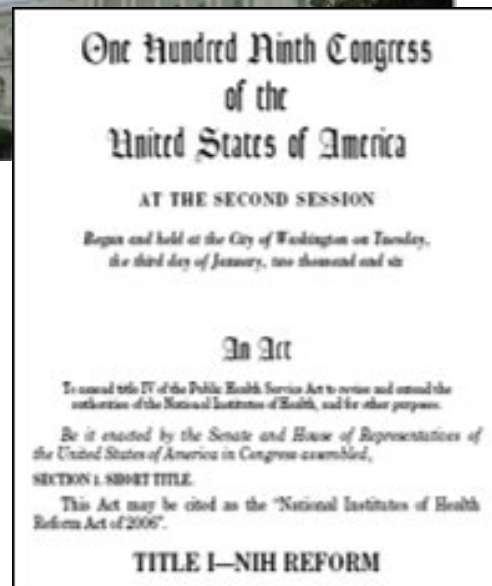 One Hundred Ninth Congress
of the
United States of America
AT THE SECOND SESSION
Begun and held at the City of Washington on Tuesday,
the third day of January, two thousand and six
An Act
To amend title IV of the Public Health Service Act to revise and extend the
authorities of the National Institutes of Health, and for other purposes.
Be it enacted by the Senate and House of Representatives of
the United States of America in Congress assembled,
SECTION 1. SHORT TITLE.
This Act may be cited as the “National Institutes of Health
Reform Act of 2006”.
TITLE I—NIH REFORM